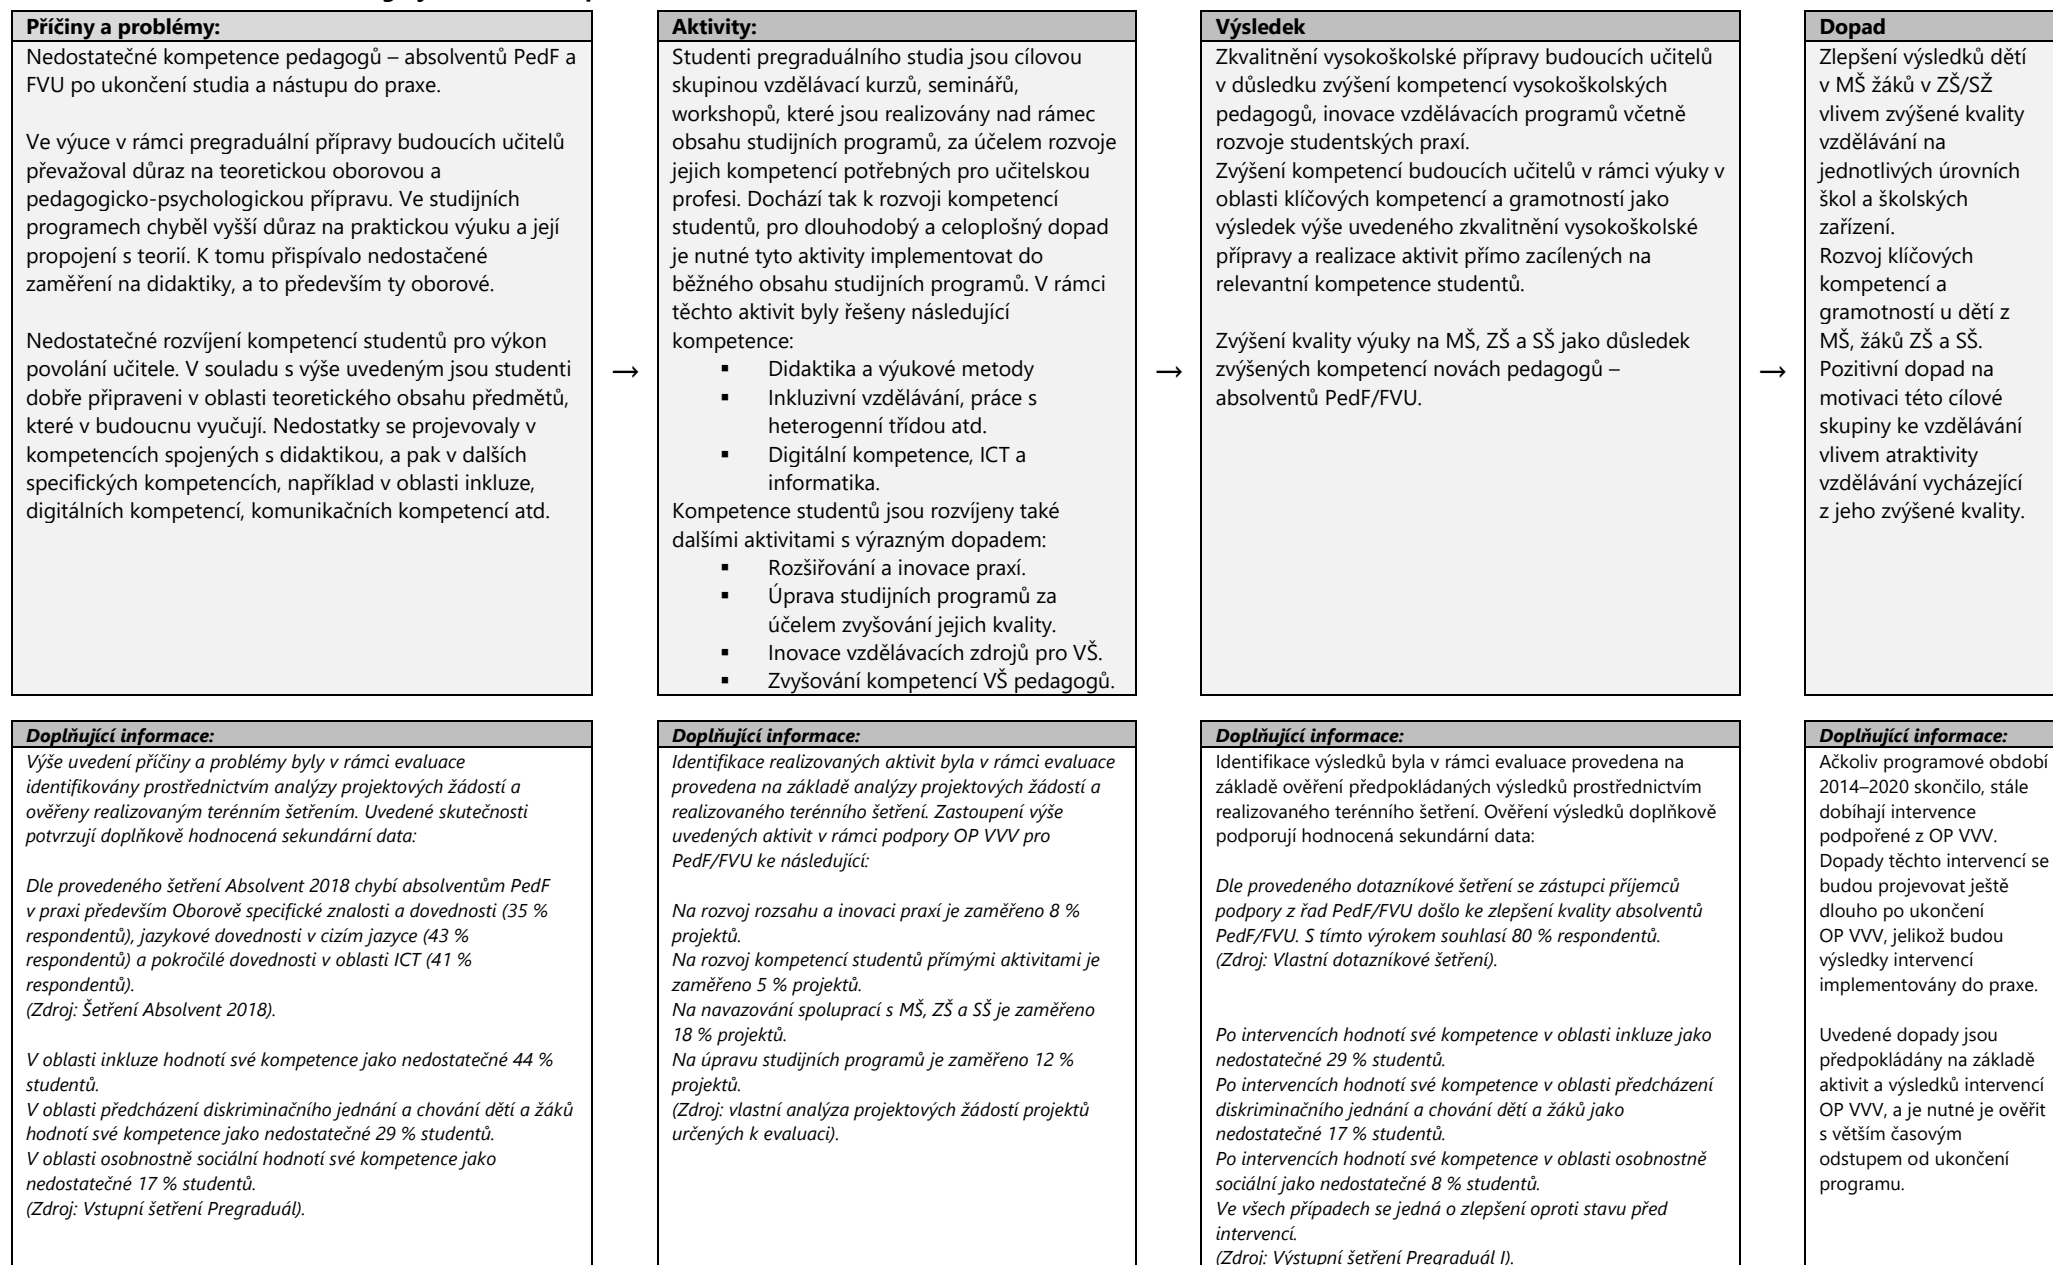 Příčiny a problémy:
Nedostatečné kompetence pedagogů – absolventů PedF a
FVU po ukončení studia a nástupu do praxe.
Ve výuce v rámci pregraduální přípravy budoucích učitelů
převažoval důraz na teoretickou oborovou a
pedagogicko-psychologickou přípravu. Ve studijních
programech chyběl vyšší důraz na praktickou výuku a její
propojení s teorií. K tomu přispívalo nedostačené
zaměření na didaktiky, a to především ty oborové.
Nedostatečné rozvíjení kompetencí studentů pro výkon
povolání učitele. V souladu s výše uvedeným jsou studenti
dobře připraveni v oblasti teoretického obsahu předmětů,
které v budoucnu vyučují. Nedostatky se projevovaly v
kompetencích spojených s didaktikou, a pak v dalších
specifických kompetencích, například v oblasti inkluze,
digitálních kompetencí, komunikačních kompetencí atd.
→
Aktivity:
Studenti pregraduálního studia jsou cílovou
skupinou vzdělávací kurzů, seminářů,
workshopů, které jsou realizovány nad rámec
obsahu studijních programů, za účelem rozvoje
jejich kompetencí potřebných pro učitelskou
profesi. Dochází tak k rozvoji kompetencí
studentů, pro dlouhodobý a celoplošný dopad
je nutné tyto aktivity implementovat do
běžného obsahu studijních programů. V rámci
těchto aktivit byly řešeny následující
kompetence:
▪ Didaktika a výukové metody
▪ Inkluzivní vzdělávání, práce s
heterogenní třídou atd.
▪ Digitální kompetence, ICT a
informatika.
Kompetence studentů jsou rozvíjeny také
dalšími aktivitami s výrazným dopadem:
▪ Rozšiřování a inovace praxí.
▪ Úprava studijních programů za
účelem zvyšování jejich kvality.
▪ Inovace vzdělávacích zdrojů pro VŠ.
▪ Zvyšování kompetencí VŠ pedagogů.
→
Výsledek
Zkvalitnění vysokoškolské přípravy budoucích učitelů
v důsledku zvýšení kompetencí vysokoškolských
pedagogů, inovace vzdělávacích programů včetně
rozvoje studentských praxí.
Zvýšení kompetencí budoucích učitelů v rámci výuky v
oblasti klíčových kompetencí a gramotností jako
výsledek výše uvedeného zkvalitnění vysokoškolské
přípravy a realizace aktivit přímo zacílených na
relevantní kompetence studentů.
Zvýšení kvality výuky na MŠ, ZŠ a SŠ jako důsledek
zvýšených kompetencí novách pedagogů –
absolventů PedF/FVU.
→
Dopad
Zlepšení výsledků dětí
v MŠ žáků v ZŠ/SŽ
vlivem zvýšené kvality
vzdělávání na
jednotlivých úrovních
škol a školských
zařízení.
Rozvoj klíčových
kompetencí a
gramotností u dětí z
MŠ, žáků ZŠ a SŠ.
Pozitivní dopad na
motivaci této cílové
skupiny ke vzdělávání
vlivem atraktivity
vzdělávání vycházející
z jeho zvýšené kvality.
Doplňující informace:
Výše uvedení příčiny a problémy byly v rámci evaluace
identifikovány prostřednictvím analýzy projektových žádostí a
ověřeny realizovaným terénním šetřením. Uvedené skutečnosti
potvrzují doplňkově hodnocená sekundární data:
Dle provedeného šetření Absolvent 2018 chybí absolventům PedF
v praxi především Oborově specifické znalosti a dovednosti (35 %
respondentů), jazykové dovednosti v cizím jazyce (43 %
respondentů) a pokročilé dovednosti v oblasti ICT (41 %
respondentů).
(Zdroj: Šetření Absolvent 2018).
V oblasti inkluze hodnotí své kompetence jako nedostatečné 44 %
studentů.
V oblasti předcházení diskriminačního jednání a chování dětí a žáků
hodnotí své kompetence jako nedostatečné 29 % studentů.
V oblasti osobnostně sociální hodnotí své kompetence jako
nedostatečné 17 % studentů.
(Zdroj: Vstupní šetření Pregraduál).
Doplňující informace:
Identifikace realizovaných aktivit byla v rámci evaluace
provedena na základě analýzy projektových žádostí a
realizovaného terénního šetření. Zastoupení výše
uvedených aktivit v rámci podpory OP VVV pro
PedF/FVU ke následující:
Na rozvoj rozsahu a inovaci praxí je zaměřeno 8 %
projektů.
Na rozvoj kompetencí studentů přímými aktivitami je
zaměřeno 5 % projektů.
Na navazování spoluprací s MŠ, ZŠ a SŠ je zaměřeno
18 % projektů.
Na úpravu studijních programů je zaměřeno 12 %
projektů.
(Zdroj: vlastní analýza projektových žádostí projektů
určených k evaluaci).
Doplňující informace:
Identifikace výsledků byla v rámci evaluace provedena na
základě ověření předpokládaných výsledků prostřednictvím
realizovaného terénního šetření. Ověření výsledků doplňkově
podporují hodnocená sekundární data:
Dle provedeného dotazníkové šetření se zástupci příjemců
podpory z řad PedF/FVU došlo ke zlepšení kvality absolventů
PedF/FVU. S tímto výrokem souhlasí 80 % respondentů.
(Zdroj: Vlastní dotazníkové šetření).
Po intervencích hodnotí své kompetence v oblasti inkluze jako
nedostatečné 29 % studentů.
Po intervencích hodnotí své kompetence v oblasti předcházení
diskriminačního jednání a chování dětí a žáků jako
nedostatečné 17 % studentů.
Po intervencích hodnotí své kompetence v oblasti osobnostně
sociální jako nedostatečné 8 % studentů.
Ve všech případech se jedná o zlepšení oproti stavu před
intervencí.
(Zdroj: Výstupní šetření Pregraduál I).
Doplňující informace:
Ačkoliv programové období
2014–2020 skončilo, stále
dobíhají intervence
podpořené z OP VVV.
Dopady těchto intervencí se
budou projevovat ještě
dlouho po ukončení
OP VVV, jelikož budou
výsledky intervencí
implementovány do praxe.
Uvedené dopady jsou
předpokládány na základě
aktivit a výsledků intervencí
OP VVV, a je nutné je ověřit
s větším časovým
odstupem od ukončení
programu.